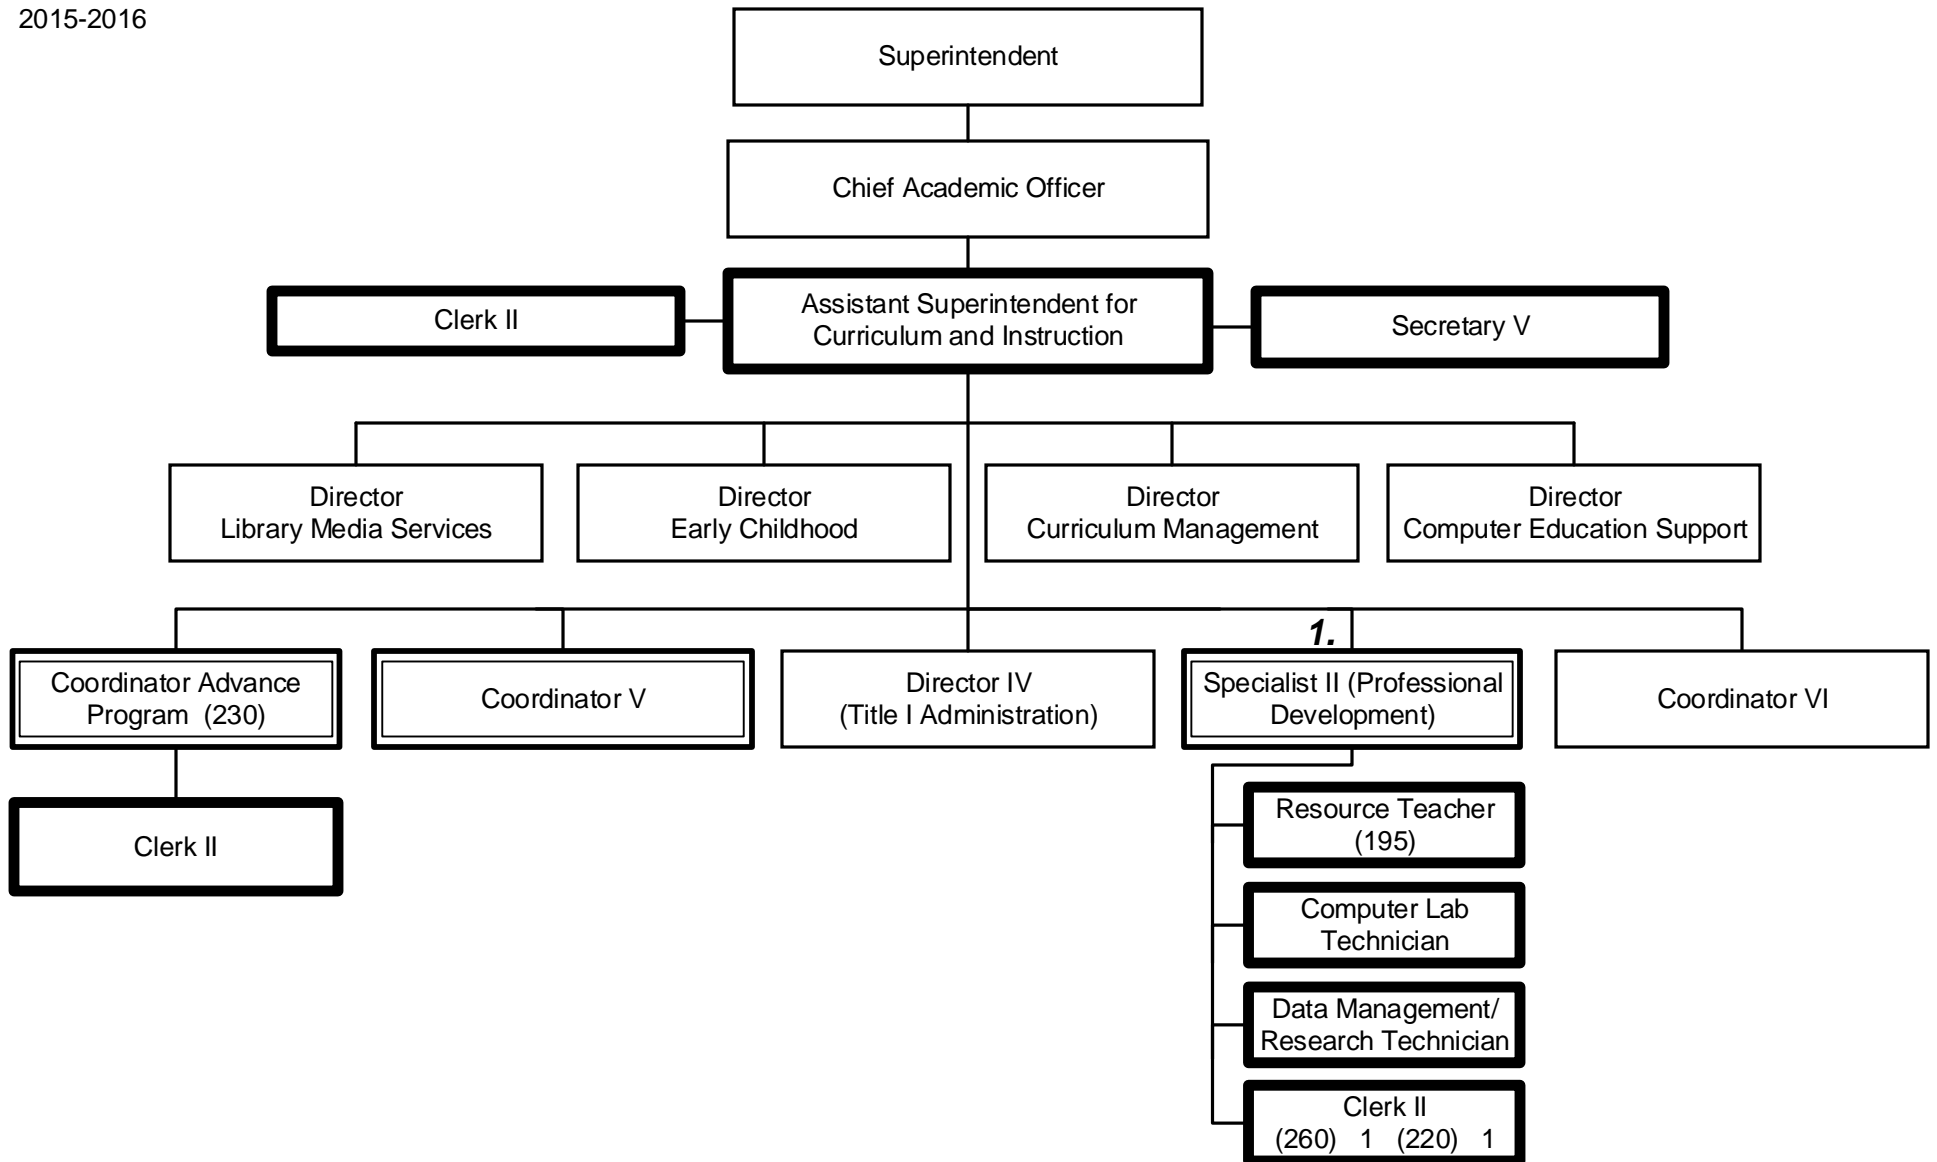 2015-2016
Superintendent
Chief Academic Officer
Clerk II
Assistant Superintendent for
Curriculum and Instruction
Secretary V
Director
Library Media Services
Director
Early Childhood
Director
Curriculum Management
Director
Computer Education Support
1.
Coordinator Advance
Program (230)
Coordinator V
Director IV
(Title I Administration)
Specialist II (Professional
Development)
Coordinator VI
Clerk II
Resource Teacher
(195)
Computer Lab
Technician
Data Management/
Research Technician
Clerk II
(260) 1 (220) 1